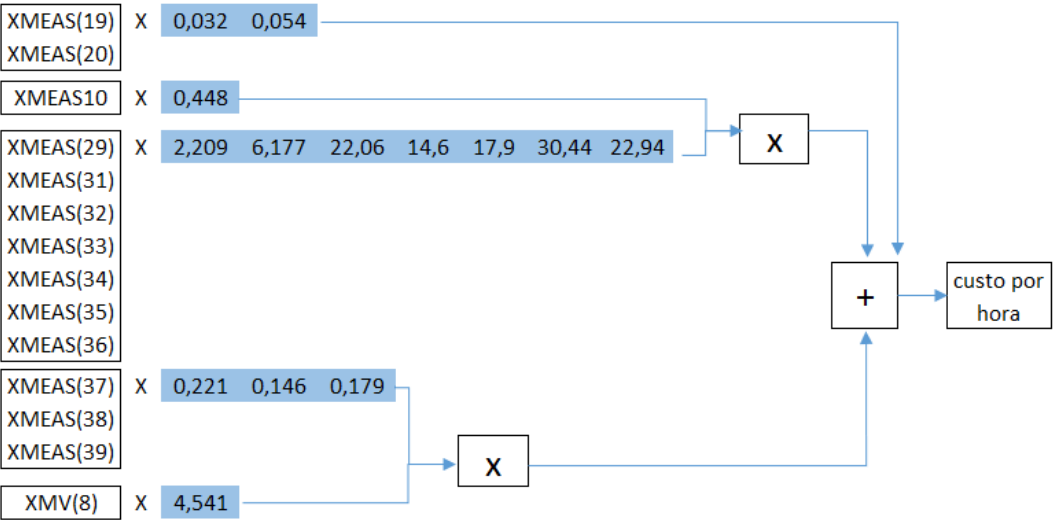 XMEAS(19) X 0,032 0,054
XMEAS(20)
XMEAS10 X 0,448
XMEAS(29) X 2,209 6,177 22,06 14,6 17,9 30,44 22,94
XMEAS(31)
XMEAS(32)
XMEAS(33)
XMEAS(34)
XMEAS(35)
XMEAS(36)
X
+
custo por
hora
XMEAS(37) X 0,221 0,146 0,179
XMEAS(38)
XMEAS(39)
X
XMV(8) X 4,541